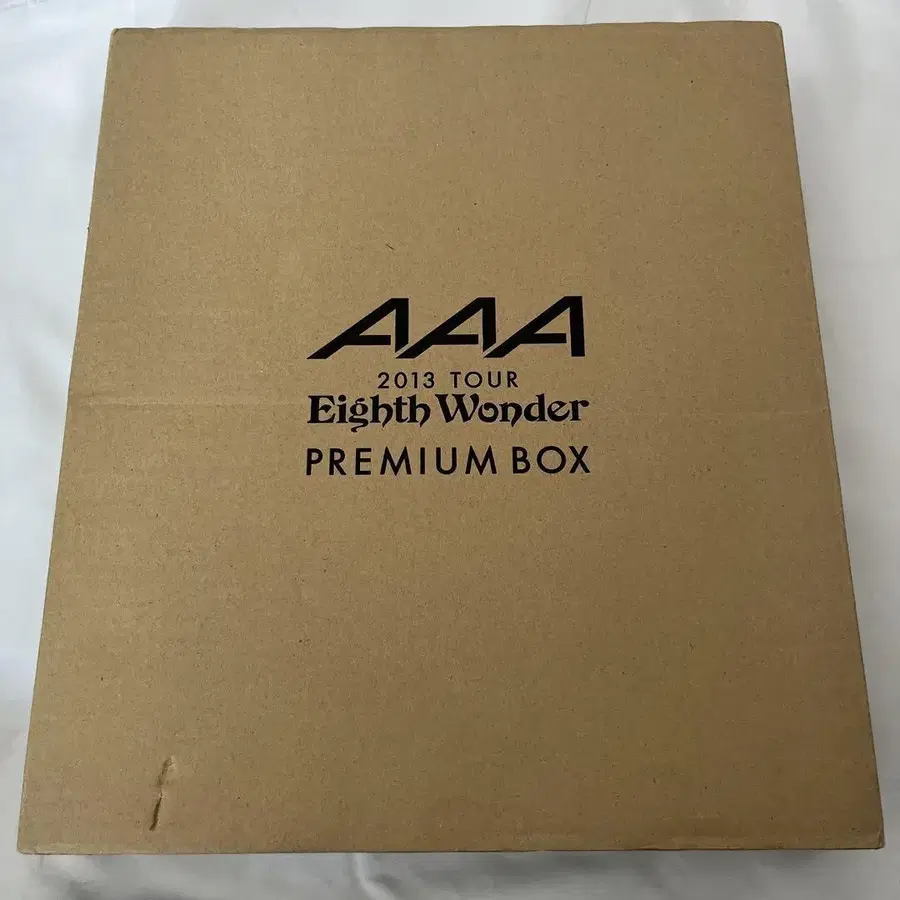 AAA
2013 TOUR
Eighth Wonder
PREMIUM BOX